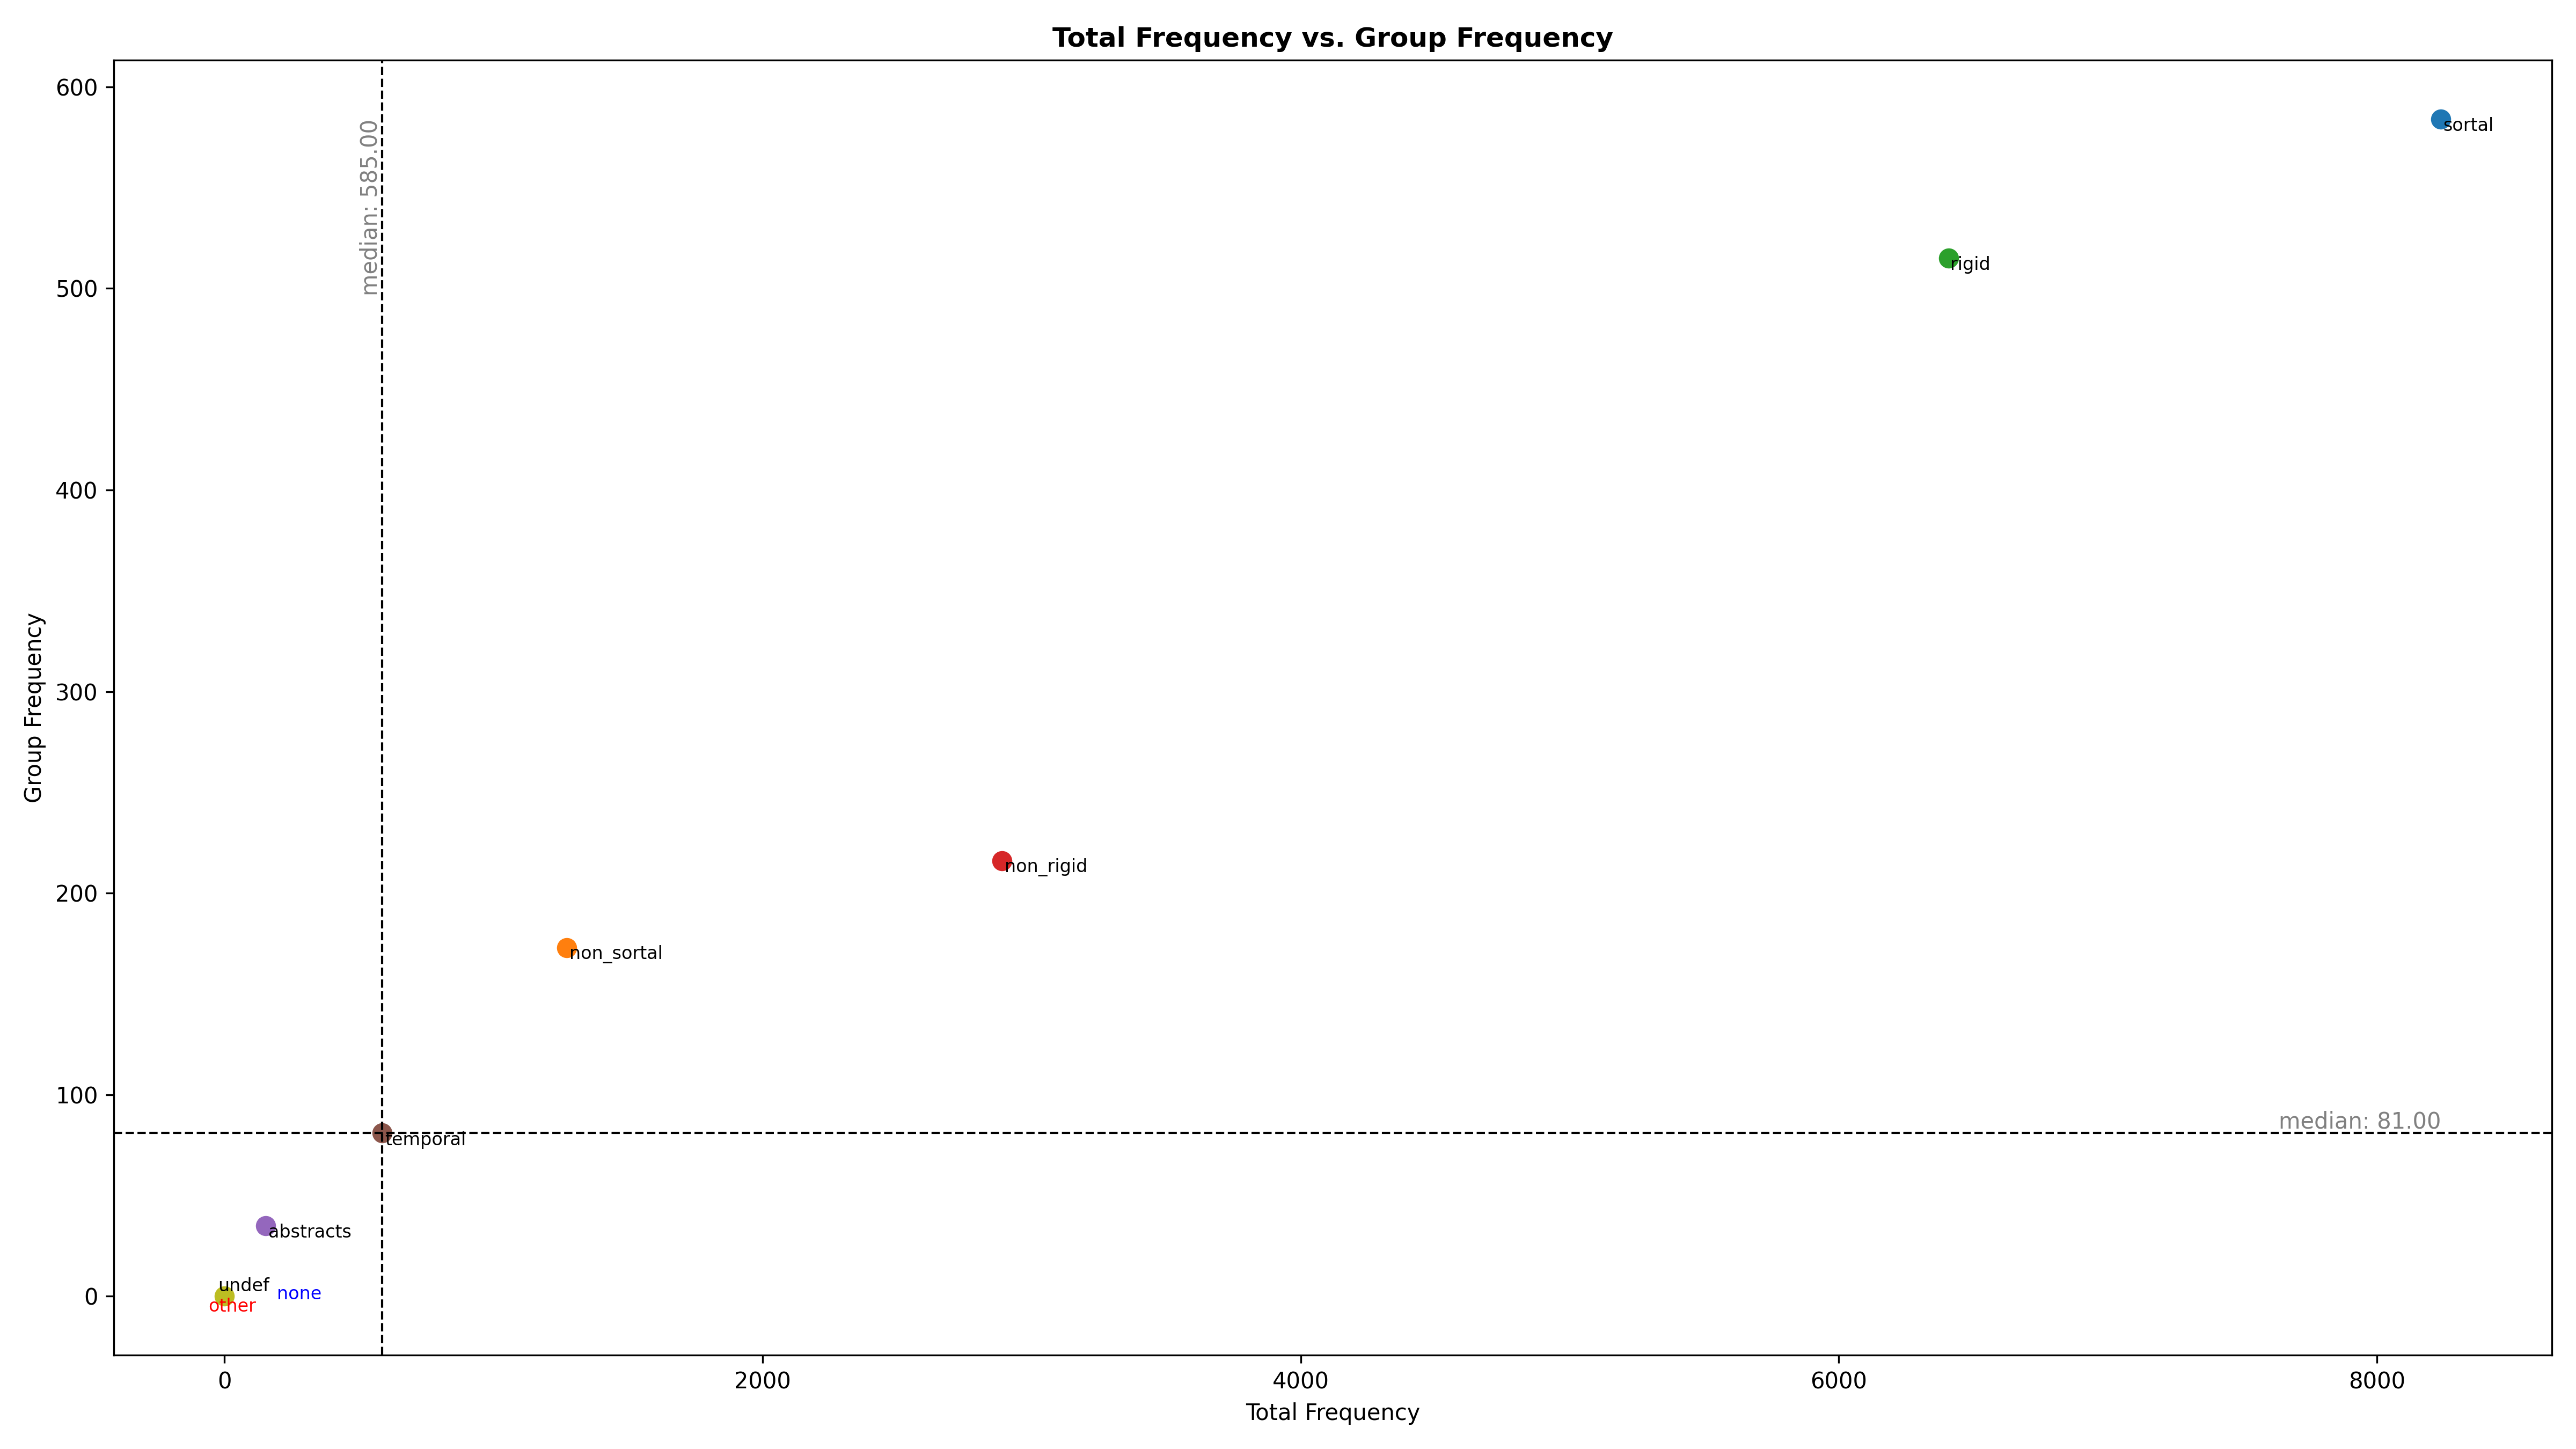 Total Frequency vs. Group Frequency
600
500
400
300
200
100
0
Group Frequency
median: 585.00
sortal
rigid
non_rigid
non_sortal
median: 81.00
temporal
abstracts
undef
none
other
0
2000
4000
6000
8000
Total Frequency